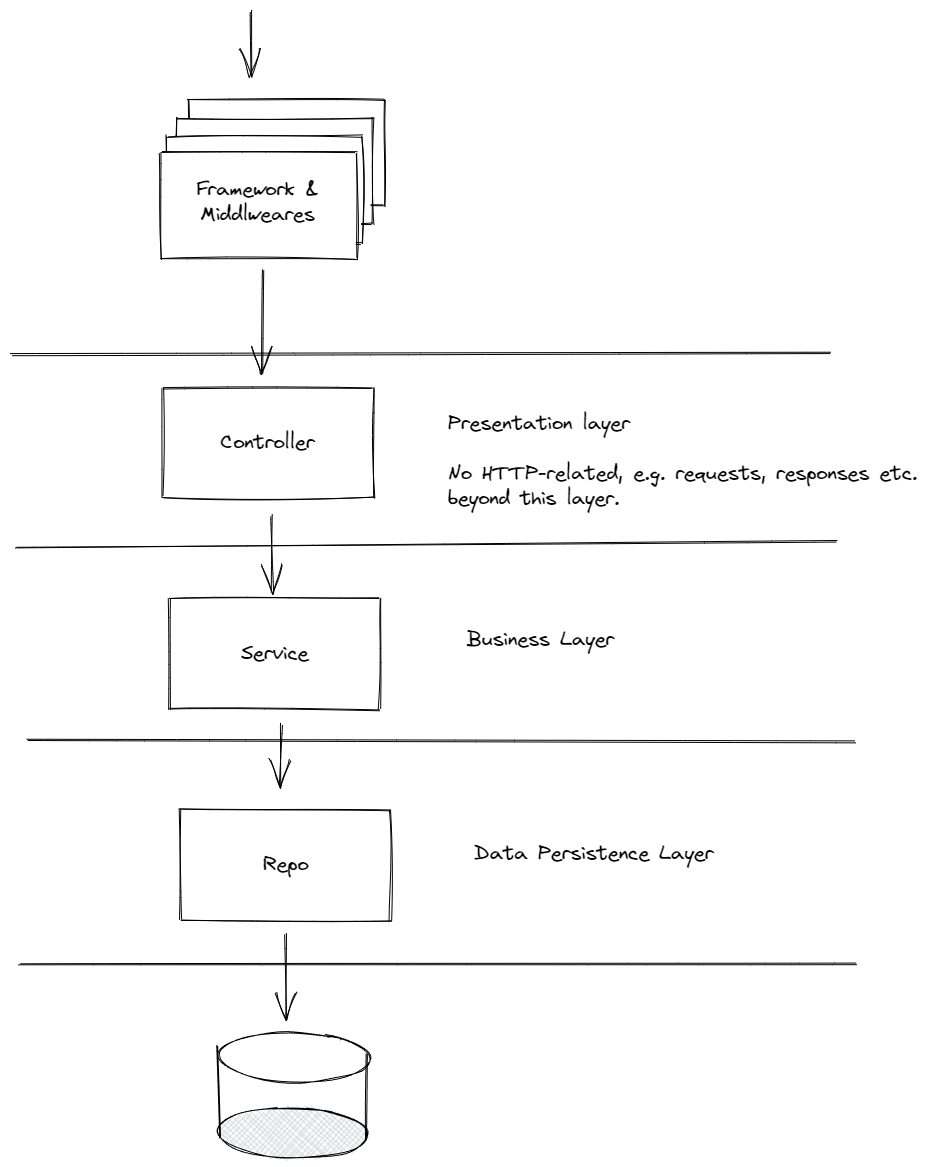 Framework &
Middlweares
Controller
Presentation layer
No HTTP-related, e.g. requests, responses etc.
beyond this layer.
Service
Business Layer
Repo
Data Persistence Layer